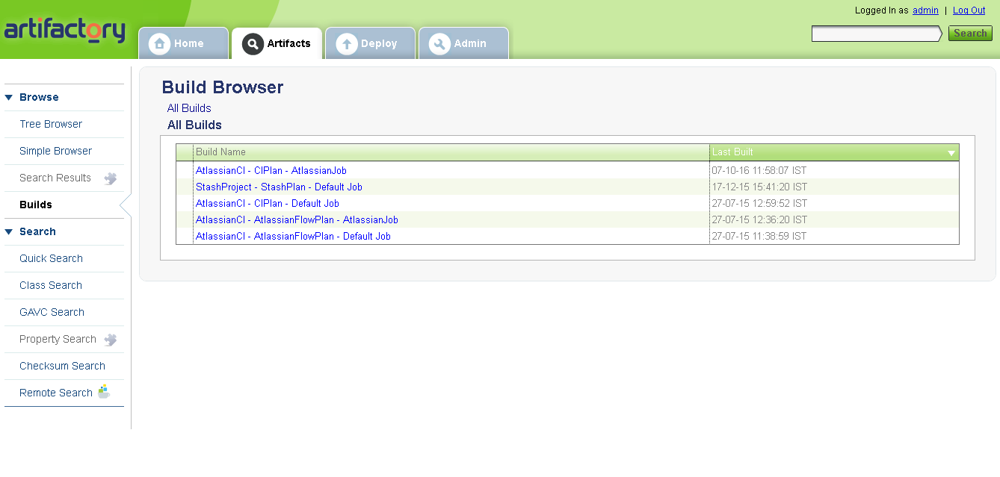 Logged In as admin | Log Out
artifactory
Home
Artifacts
Deploy
Admin
Search
Browse
Tree Browser
Simple Browser
Search Results
Builds
Search
Quick Search
Class Search
GAVC Search
Property Search
Checksum Search
Remote Search
Build Browser
All Builds
All Builds
Build Name Last Built
AtlassianCI - CIPlan - AtlassianJob 07-10-16 11:58:07 IST
StashProject - StashPlan - Default Job 17-12-15 15:41:20 IST
AtlassianCI - CIPlan - Default Job 27-07-15 12:59:52 IST
AtlassianCI - AtlassianFlowPlan - AtlassianJob 27-07-15 12:36:20 IST
AtlassianCI - AtlassianFlowPlan - Default Job 27-07-15 11:38:59 IST